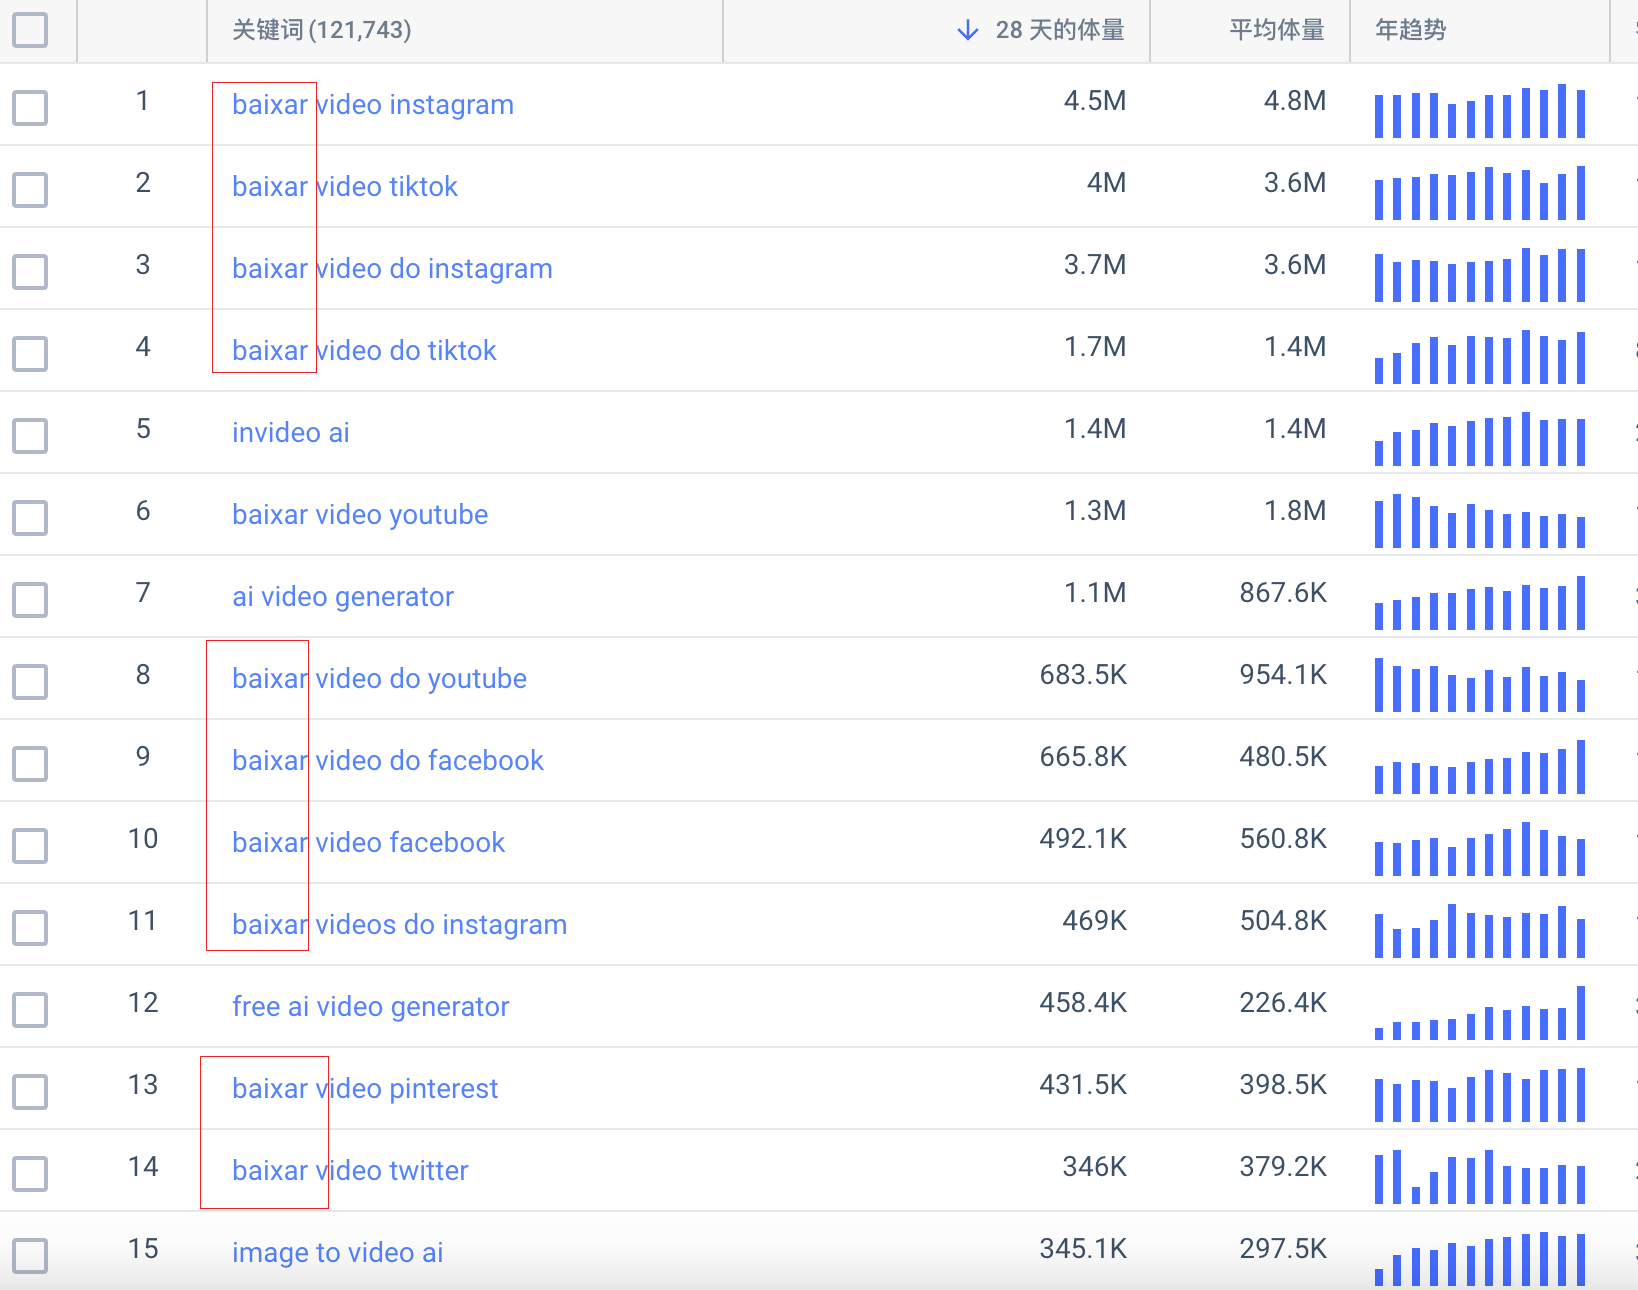 关键词 (121,743) 28 天的体量 平均体量 年趋势
1 baixar video instagram 4.5M 4.8M
2 baixar video tiktok 4M 3.6M
3 baixar video do instagram 3.7M 3.6M
4 baixar video do tiktok 1.7M 1.4M
5 invideo ai 1.4M 1.4M
6 baixar video youtube 1.3M 1.8M
7 ai video generator 1.1M 867.6K
8 baixar video do youtube 683.5K 954.1K
9 baixar video do facebook 665.8K 480.5K
10 baixar video facebook 492.1K 560.8K
11 baixar videos do instagram 469K 504.8K
12 free ai video generator 458.4K 226.4K
13 baixar video pinterest 431.5K 398.5K
14 baixar video twitter 346K 379.2K
15 image to video ai 345.1K 297.5K